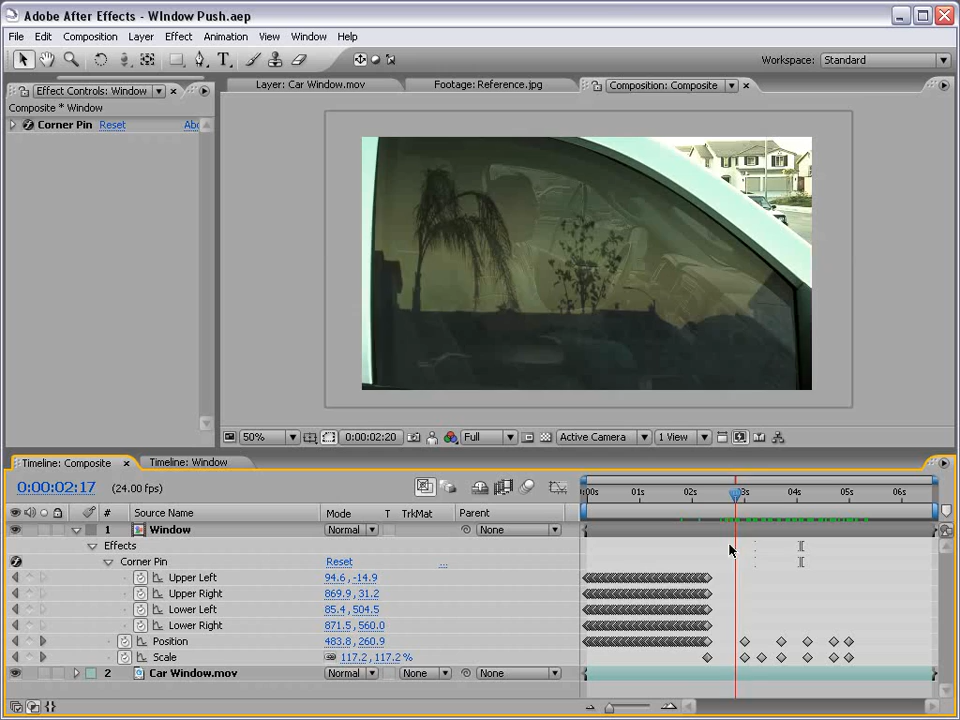 Adobe After Effects - WIndow Push.aep
File Edit Composition Layer Effect Animation View Window Help
Workspace: Standard
Effect Controls: Window
Layer: Car Window.mov
Footage: Reference.jpg
Composition: Composite
Composite * Window
Corner Pin Reset
50% 0:00:02:20 Full Active Camera 1 View
Timeline: Composite
Timeline: Window
0:00:02:17 (24.00 fps)
:00s 01s 02s 03s 04s 05s 06s
# Source Name Mode T TrkMat Parent
1 Window Normal None
Effects
Corner Pin Reset ...
Upper Left 94.6, -14.9
Upper Right 869.9, 31.2
Lower Left 85.4, 504.5
Lower Right 871.5, 560.0
Position 483.8, 260.9
Scale 117.2, 117.2 %
2 Car Window.mov Normal None None